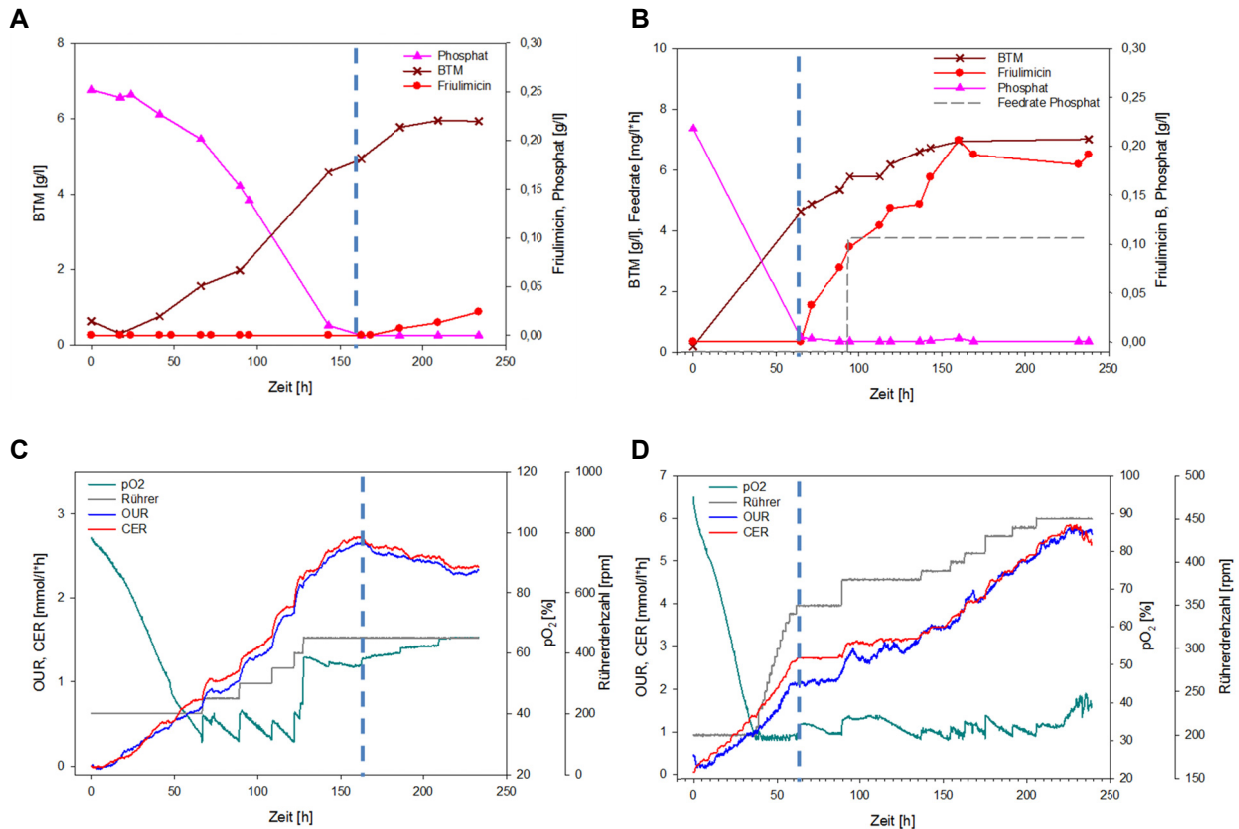 A
Phosphat
BTM
Friulimicin
8
6
4
2
0
BTM [g/l]
0,30
0,25
0,20
0,15
0,10
0,05
0,00
Friulimicin, Phosphat [g/l]
0 50 100 150 200 250
Zeit [h]
B
BTM
Friulimicin
Phosphat
Feedrate Phosphat
10
8
6
4
2
0
BTM [g/l], Feedrate [mg/l*h]
0,30
0,25
0,20
0,15
0,10
0,05
0,00
Friulimicin B, Phosphat [g/l]
0 50 100 150 200 250
Zeit [h]
C
pO2
Rührer
OUR
CER
3
2
1
0
OUR, CER [mmol/l*h]
120
100
80
60
40
20
pO2 [%]
1000
800
600
400
200
0
Rührerdrehzahl [rpm]
0 50 100 150 200 250
Zeit [h]
D
pO2
Rührer
OUR
CER
7
6
5
4
3
2
1
0
OUR, CER [mmol/l*h]
100
90
80
70
60
50
40
30
20
pO2 [%]
500
450
400
350
300
250
200
150
Rührerdrehzahl [rpm]
0 50 100 150 200 250
Zeit [h]